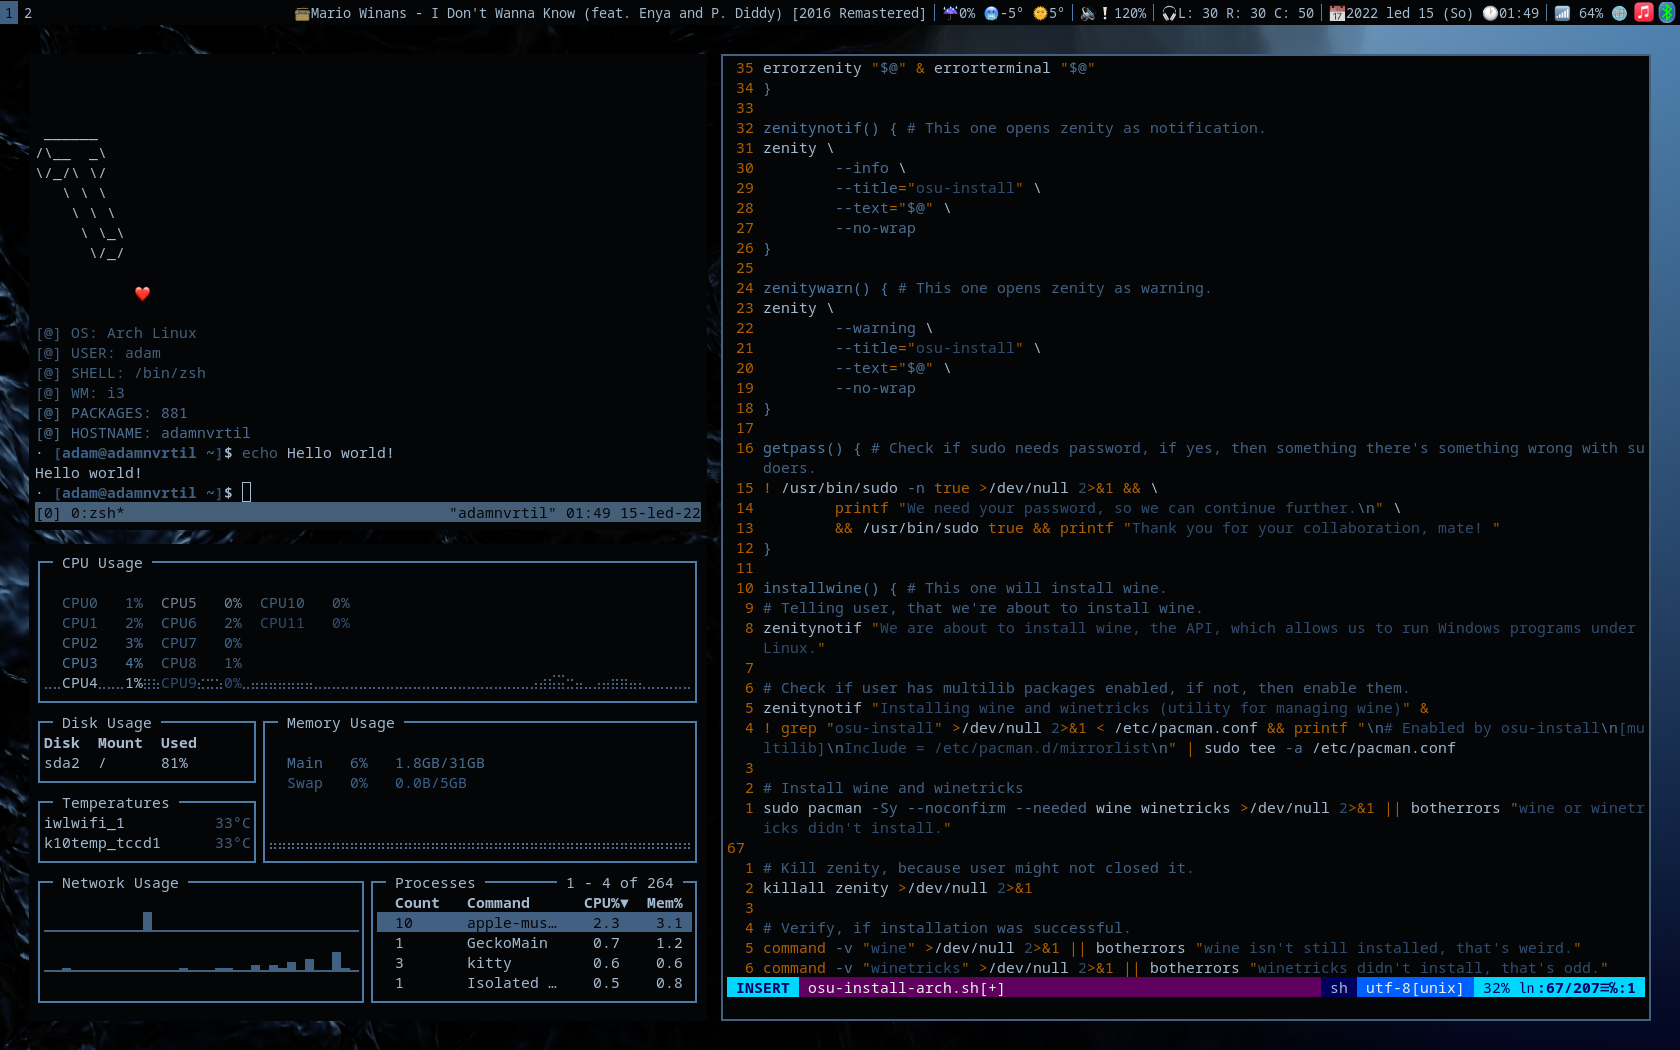 1 2
Mario Winans - I Don't Wanna Know (feat. Enya and P. Diddy) [2016 Remastered] 0% -5° 5° ! 120% L: 30 R: 30 C: 50 2022 led 15 (So) 01:49 64%
[@] OS: Arch Linux
[@] USER: adam
[@] SHELL: /bin/zsh
[@] WM: i3
[@] PACKAGES: 881
[@] HOSTNAME: adamnvrtil
· [adam@adamnvrtil ~]$ echo Hello world!
Hello world!
· [adam@adamnvrtil ~]$
[0] 0:zsh* "adamnvrtil" 01:49 15-led-22
CPU Usage
CPU0 1% CPU5 0% CPU10 0%
CPU1 2% CPU6 2% CPU11 0%
CPU2 3% CPU7 0%
CPU3 4% CPU8 1%
CPU4 1% CPU9 0%
Disk Usage
Disk Mount Used
sda2 / 81%
Temperatures
iwlwifi_1 33°C
k10temp_tccd1 33°C
Memory Usage
Main 6% 1.8GB/31GB
Swap 0% 0.0B/5GB
Network Usage
Processes 1 - 4 of 264
Count Command CPU%▼ Mem%
10 apple-mus… 2.3 3.1
1 GeckoMain 0.7 1.2
3 kitty 0.6 0.6
1 Isolated … 0.5 0.8
35 errorzenity "$@" & errorterminal "$@"
34 }
33
32 zenitynotif() { # This one opens zenity as notification.
31 zenity \
30 --info \
29 --title="osu-install" \
28 --text="$@" \
27 --no-wrap
26 }
25
24 zenitywarn() { # This one opens zenity as warning.
23 zenity \
22 --warning \
21 --title="osu-install" \
20 --text="$@" \
19 --no-wrap
18 }
17
16 getpass() { # Check if sudo needs password, if yes, then something there's something wrong with su
doers.
15 ! /usr/bin/sudo -n true >/dev/null 2>&1 && \
14 printf "We need your password, so we can continue further.\n" \
13 && /usr/bin/sudo true && printf "Thank you for your collaboration, mate! "
12 }
11
10 installwine() { # This one will install wine.
9 # Telling user, that we're about to install wine.
8 zenitynotif "We are about to install wine, the API, which allows us to run Windows programs under
Linux."
7
6 # Check if user has multilib packages enabled, if not, then enable them.
5 zenitynotif "Installing wine and winetricks (utility for managing wine)" &
4 ! grep "osu-install" >/dev/null 2>&1 < /etc/pacman.conf && printf "\n# Enabled by osu-install\n[mu
ltilib]\nInclude = /etc/pacman.d/mirrorlist\n" | sudo tee -a /etc/pacman.conf
3
2 # Install wine and winetricks
1 sudo pacman -Sy --noconfirm --needed wine winetricks >/dev/null 2>&1 || botherrors "wine or winetr
icks didn't install."
67
1 # Kill zenity, because user might not closed it.
2 killall zenity >/dev/null 2>&1
3
4 # Verify, if installation was successful.
5 command -v "wine" >/dev/null 2>&1 || botherrors "wine isn't still installed, that's weird."
6 command -v "winetricks" >/dev/null 2>&1 || botherrors "winetricks didn't install, that's odd."
INSERT osu-install-arch.sh[+] sh utf-8[unix] 32% ln:67/207≡%:1